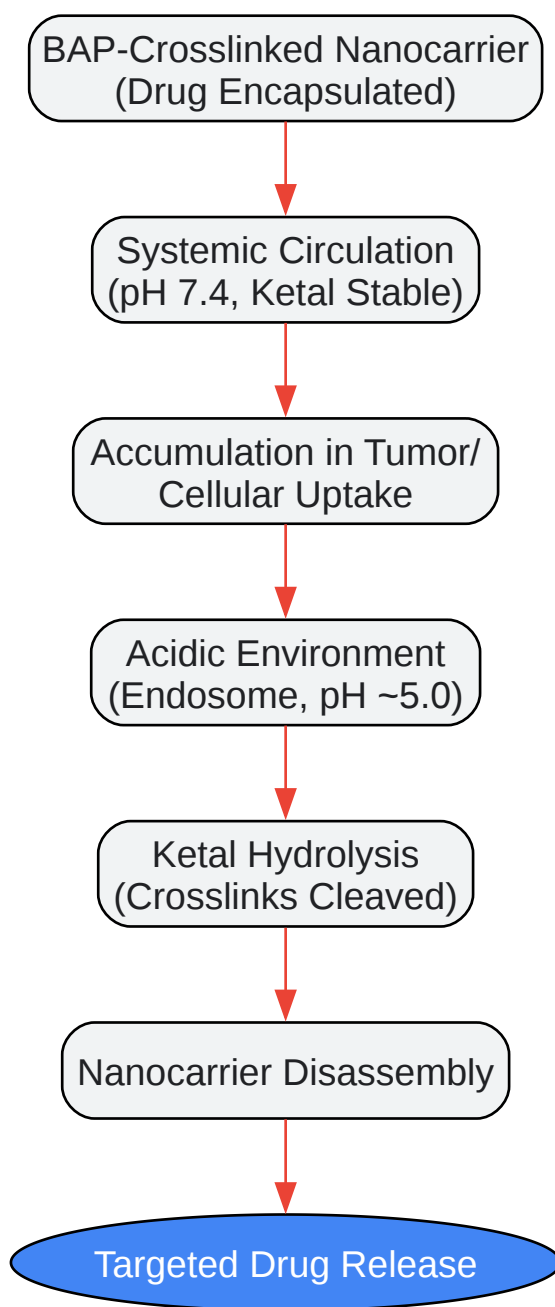 BAP-Crosslinked Nanocarrier
(Drug Encapsulated)
Systemic Circulation
(pH 7.4, Ketal Stable)
Accumulation in Tumor/
Cellular Uptake
Acidic Environment
(Endosome, pH ~5.0)
Ketal Hydrolysis
(Crosslinks Cleaved)
Nanocarrier Disassembly
Targeted Drug Release